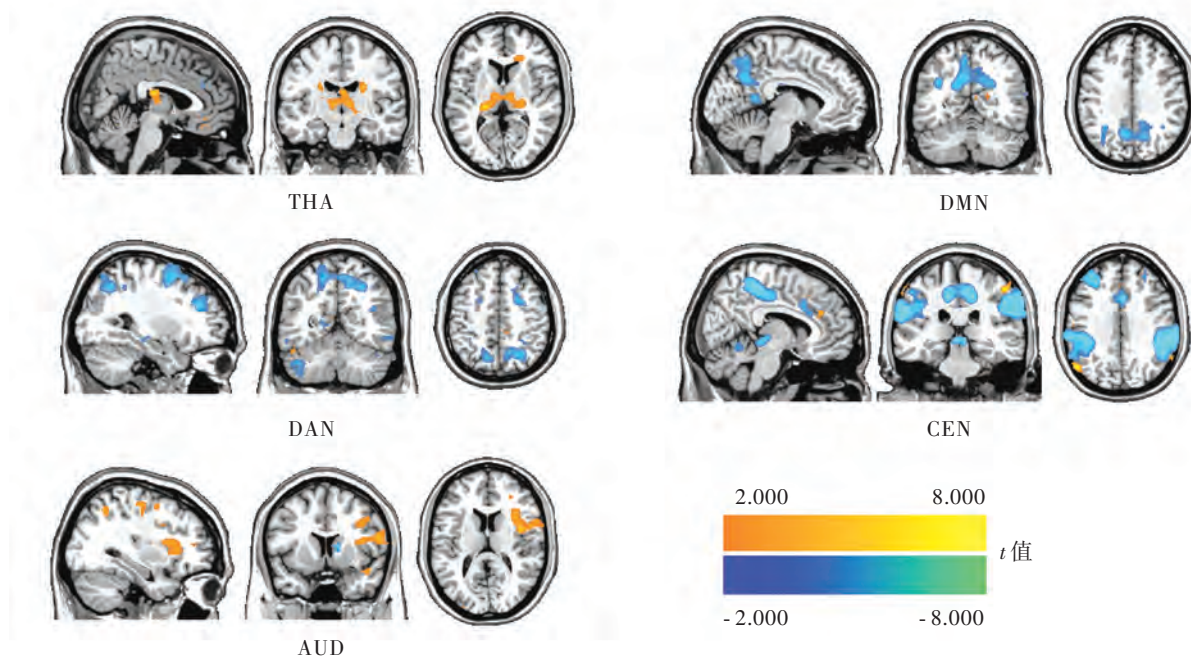 THA
DMN
DAN
CEN
AUD
2.000 8.000
t 值
- 2.000 - 8.000